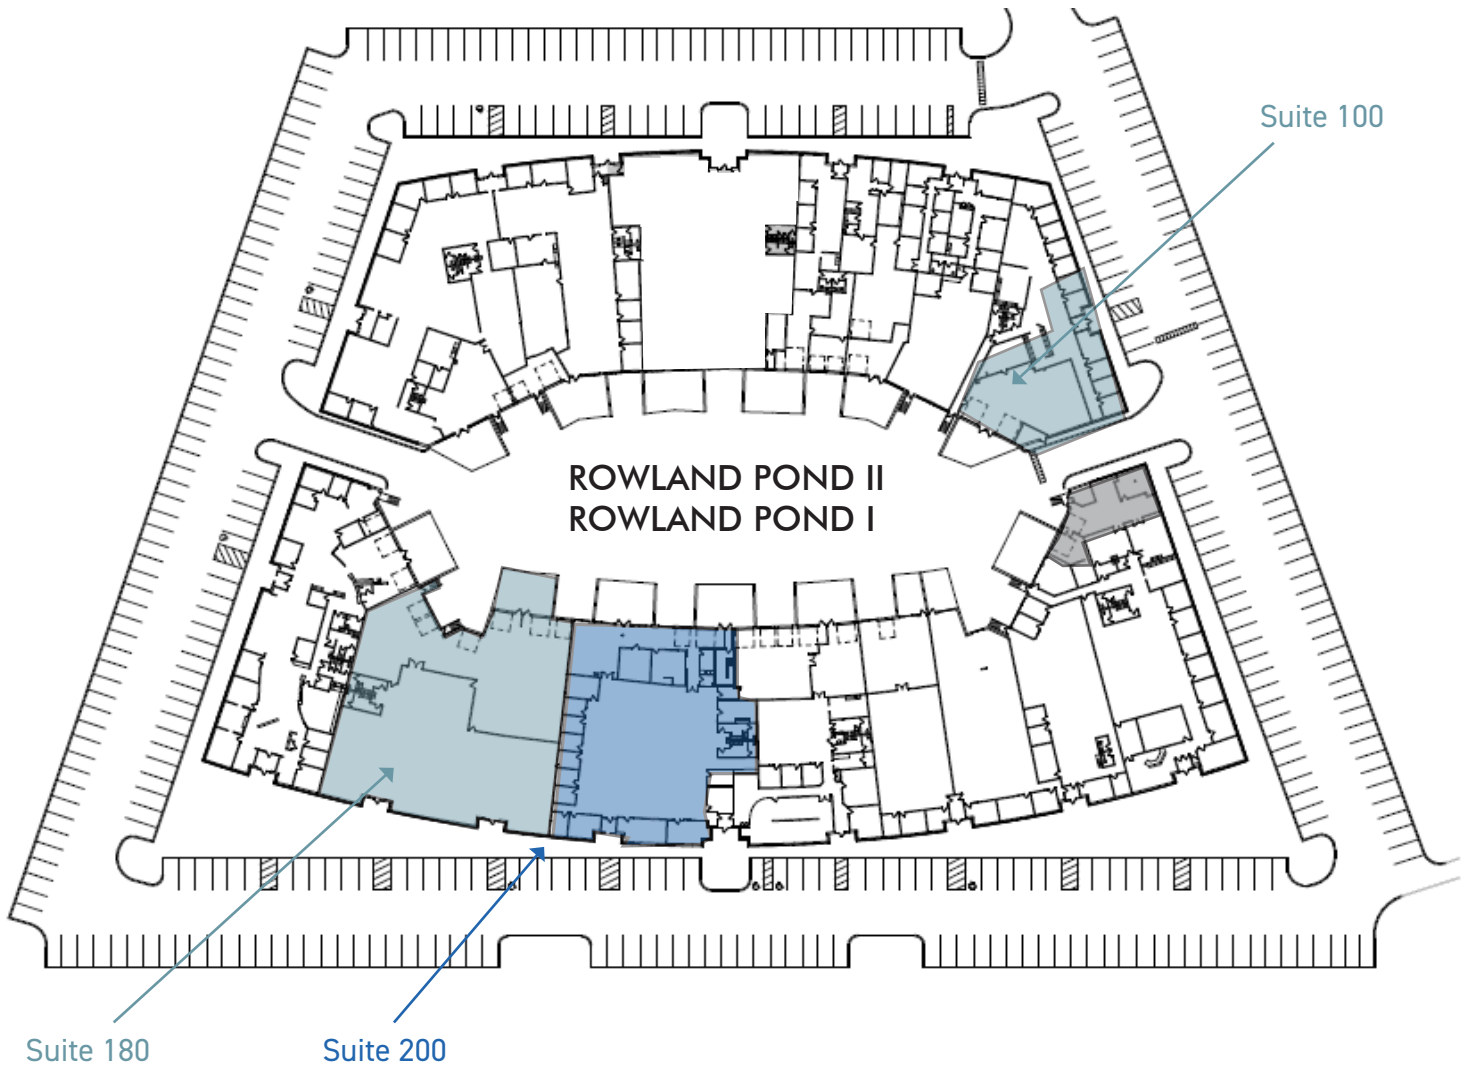 Suite 100
ROWLAND POND II
ROWLAND POND I
Suite 180
Suite 200